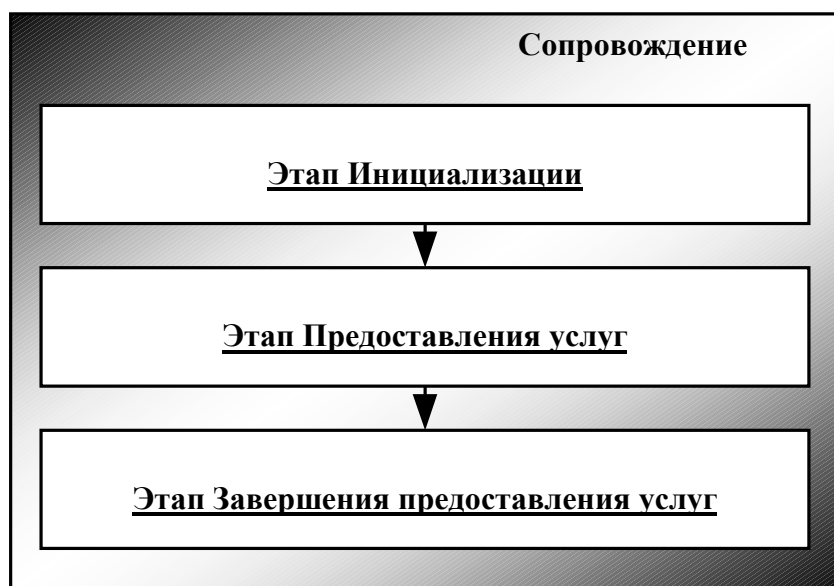 Сопровождение
Этап Инициализации
Этап Предоставления услуг
Этап Завершения предоставления услуг